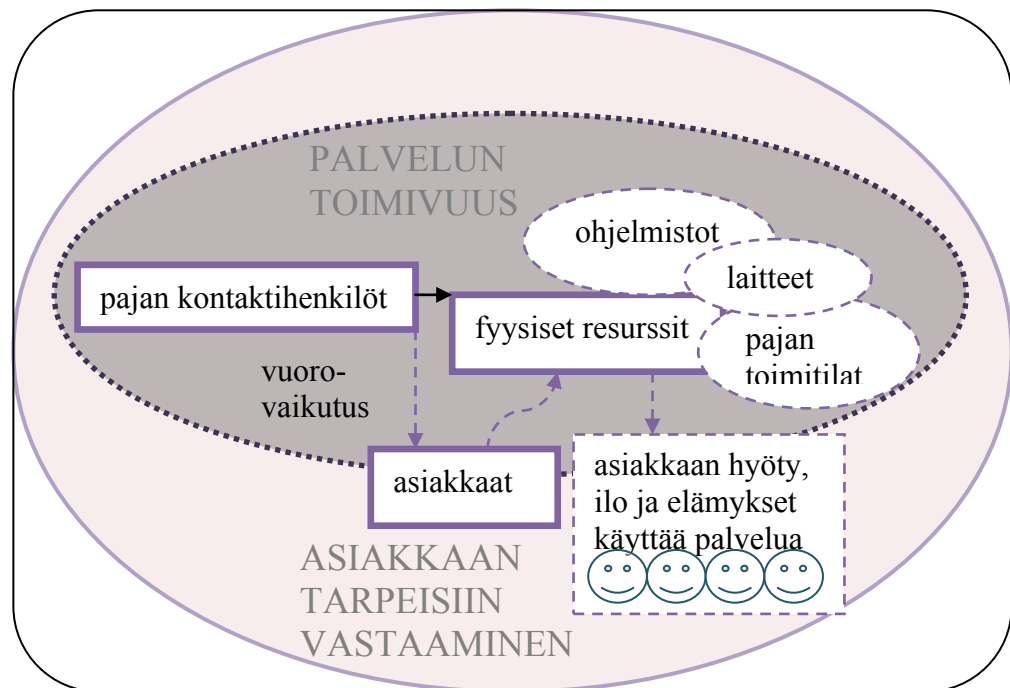 PALVELUN
TOIMIVUUS
ohjelmistot
laitteet
pajan kontaktihenkilöt
fyysiset resurssit
pajan
toimitilat
vuoro-
vaikutus
asiakkaat
asiakkaan hyöty,
ilo ja elämykset
käyttää palvelua
ASIAKKAAN
TARPEISIIN
VASTAAMINEN